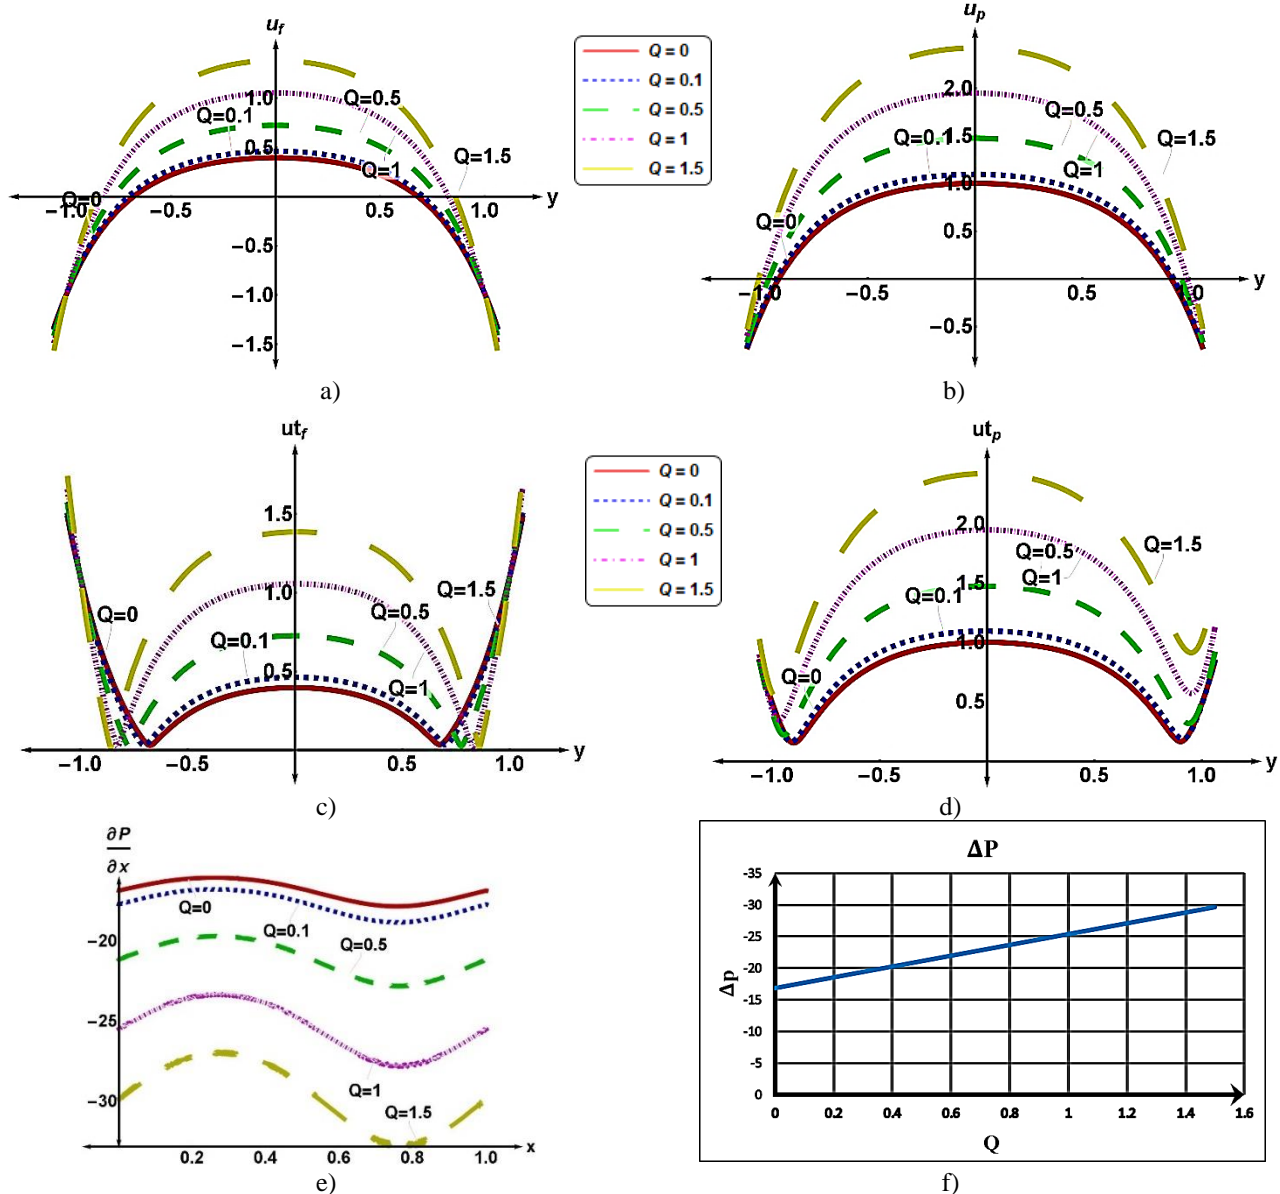 u_f
1.0
0.5
−0.5
−1.0
−1.5
−1.0
−0.5
0.5
1.0
y
Q=0
Q=0.1
Q=0.5
Q=1
Q=1.5
a)
Q = 0
Q = 0.1
Q = 0.5
Q = 1
Q = 1.5
u_p
2.0
1.5
1.0
0.5
−0.5
−1.0
−0.5
0.5
1.0
y
Q=0
Q=0.1
Q=0.5
Q=1
Q=1.5
b)
ut_f
1.5
1.0
0.5
−1.0
−0.5
0.5
1.0
y
Q=0
Q=0.1
Q=0.5
Q=1
Q=1.5
c)
Q = 0
Q = 0.1
Q = 0.5
Q = 1
Q = 1.5
ut_p
2.0
1.5
1.0
0.5
−1.0
−0.5
0.5
1.0
y
Q=0
Q=0.1
Q=0.5
Q=1
Q=1.5
d)
∂P
∂x
−20
−25
−30
0.2
0.4
0.6
0.8
1.0
x
Q=0
Q=0.1
Q=0.5
Q=1
Q=1.5
e)
ΔP
-35
-30
-25
-20
-15
-10
-5
0
Δp
0
0.2
0.4
0.6
0.8
1
1.2
1.4
1.6
Q
f)